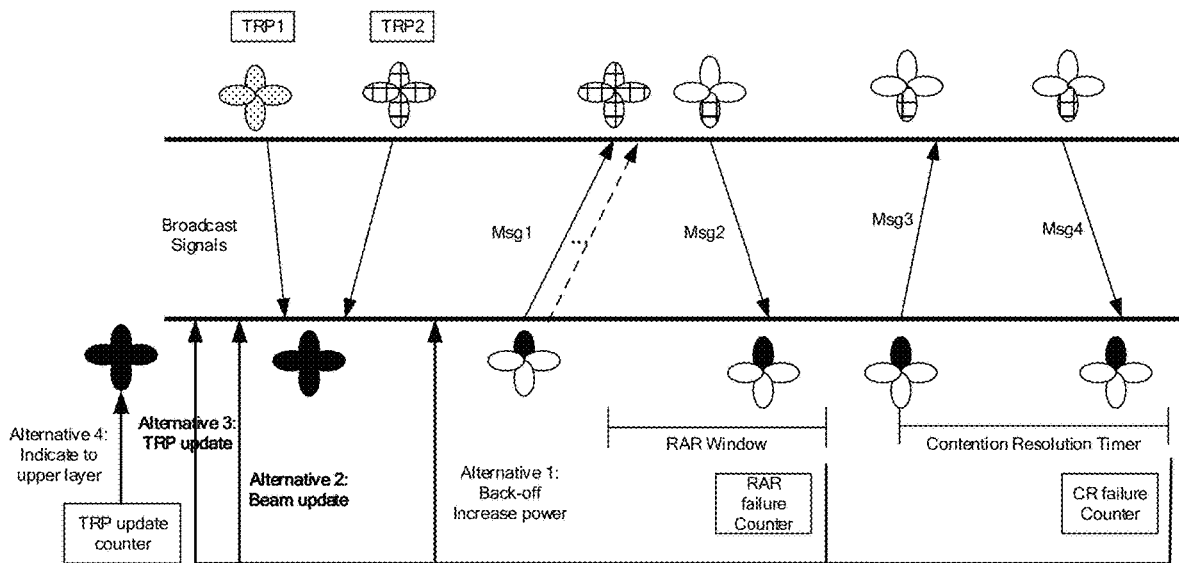 TRP1
TRP2
Broadcast
Signals
Msg1
...
Msg2
Msg3
Msg4
Alternative 4:
Indicate to
upper layer
TRP update
counter
Alternative 3:
TRP update
Alternative 2:
Beam update
Alternative 1:
Back-off
Increase power
RAR Window
RAR
failure
Counter
Contention Resolution Timer
CR failure
Counter